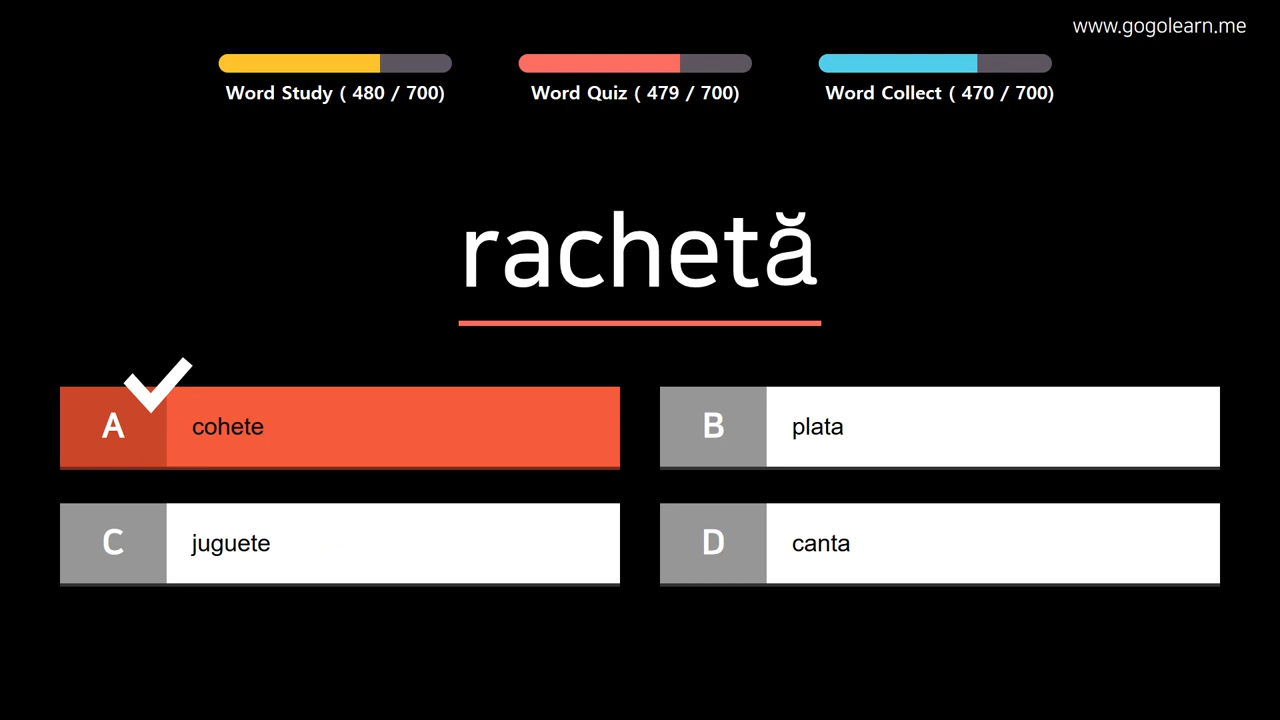 www.gogolearn.me
Word Study ( 480 / 700)
Word Quiz ( 479 / 700)
Word Collect ( 470 / 700)
rachetă
A cohete
B plata
C juguete
D canta